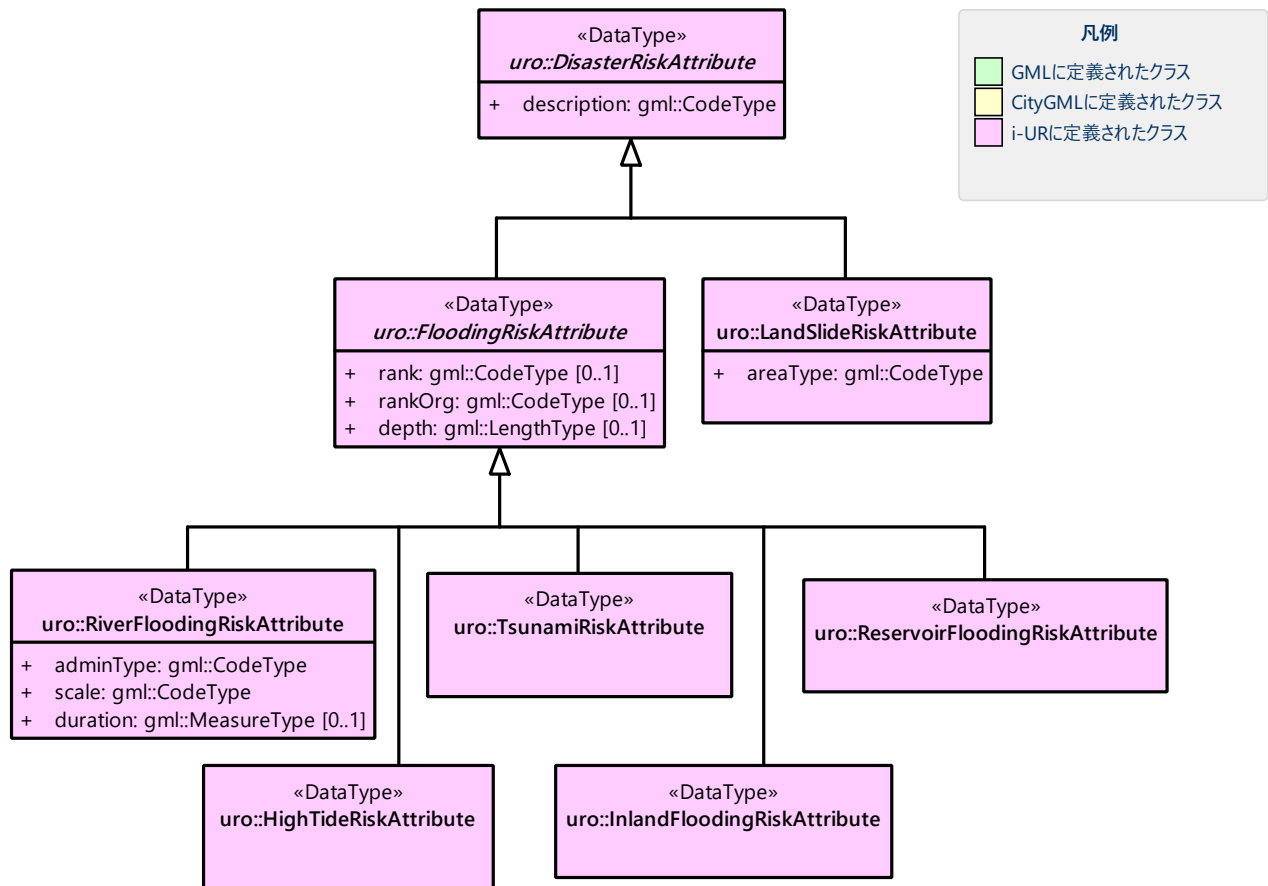 «DataType»
uro::DisasterRiskAttribute
+ description: gml::CodeType
凡例
GMLに定義されたクラス
CityGMLに定義されたクラス
i-URに定義されたクラス
«DataType»
uro::FloodingRiskAttribute
+ rank: gml::CodeType [0..1]
+ rankOrg: gml::CodeType [0..1]
+ depth: gml::LengthType [0..1]
«DataType»
uro::LandSlideRiskAttribute
+ areaType: gml::CodeType
«DataType»
uro::RiverFloodingRiskAttribute
+ adminType: gml::CodeType
+ scale: gml::CodeType
+ duration: gml::MeasureType [0..1]
«DataType»
uro::TsunamiRiskAttribute
«DataType»
uro::ReservoirFloodingRiskAttribute
«DataType»
uro::HighTideRiskAttribute
«DataType»
uro::InlandFloodingRiskAttribute